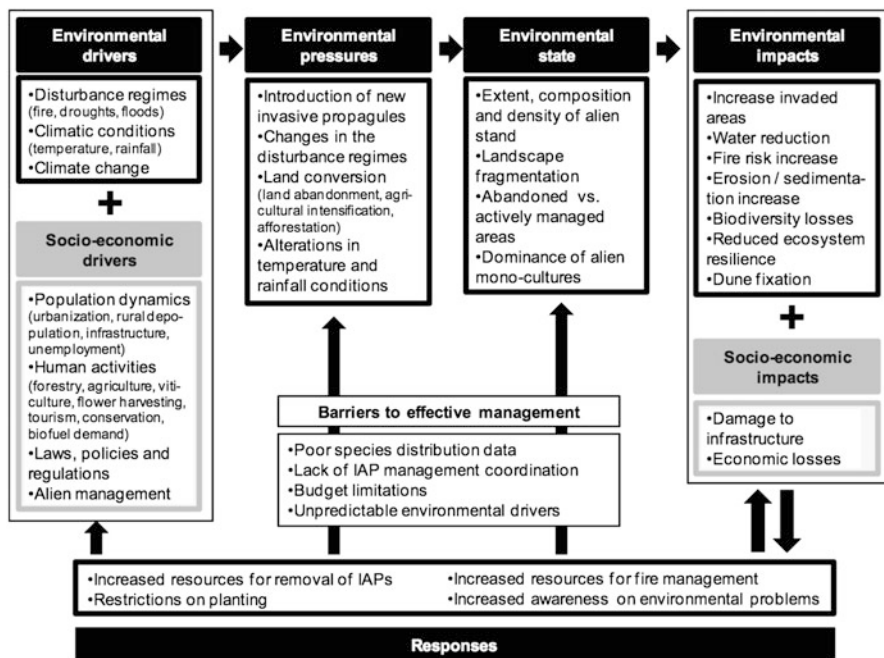 Environmental
drivers
•Disturbance regimes
(fire, droughts, floods)
•Climatic conditions
(temperature, rainfall)
•Climate change
+
Socio-economic
drivers
•Population dynamics
(urbanization, rural depo-
pulation, infrastructure,
unemployment)
•Human activities
(forestry, agriculture, viti-
culture, flower harvesting,
tourism, conservation,
biofuel demand)
•Laws, policies and
regulations
•Alien management
Environmental
pressures
•Introduction of new
invasive propagules
•Changes in the
disturbance regimes
•Land conversion
(land abandonment, agri-
cultural intensification,
afforestation)
•Alterations in
temperature and
rainfall conditions
Environmental
state
•Extent, composition
and density of alien
stand
•Landscape
fragmentation
•Abandoned vs.
actively managed
areas
•Dominance of alien
mono-cultures
Environmental
impacts
•Increase invaded
areas
•Water reduction
•Fire risk increase
•Erosion / sedimenta-
tion increase
•Biodiversity losses
•Reduced ecosystem
resilience
•Dune fixation
+
Socio-economic
impacts
•Damage to
infrastructure
•Economic losses
Barriers to effective management
•Poor species distribution data
•Lack of IAP management coordination
•Budget limitations
•Unpredictable environmental drivers
•Increased resources for removal of IAPs
•Restrictions on planting
•Increased resources for fire management
•Increased awareness on environmental problems
Responses